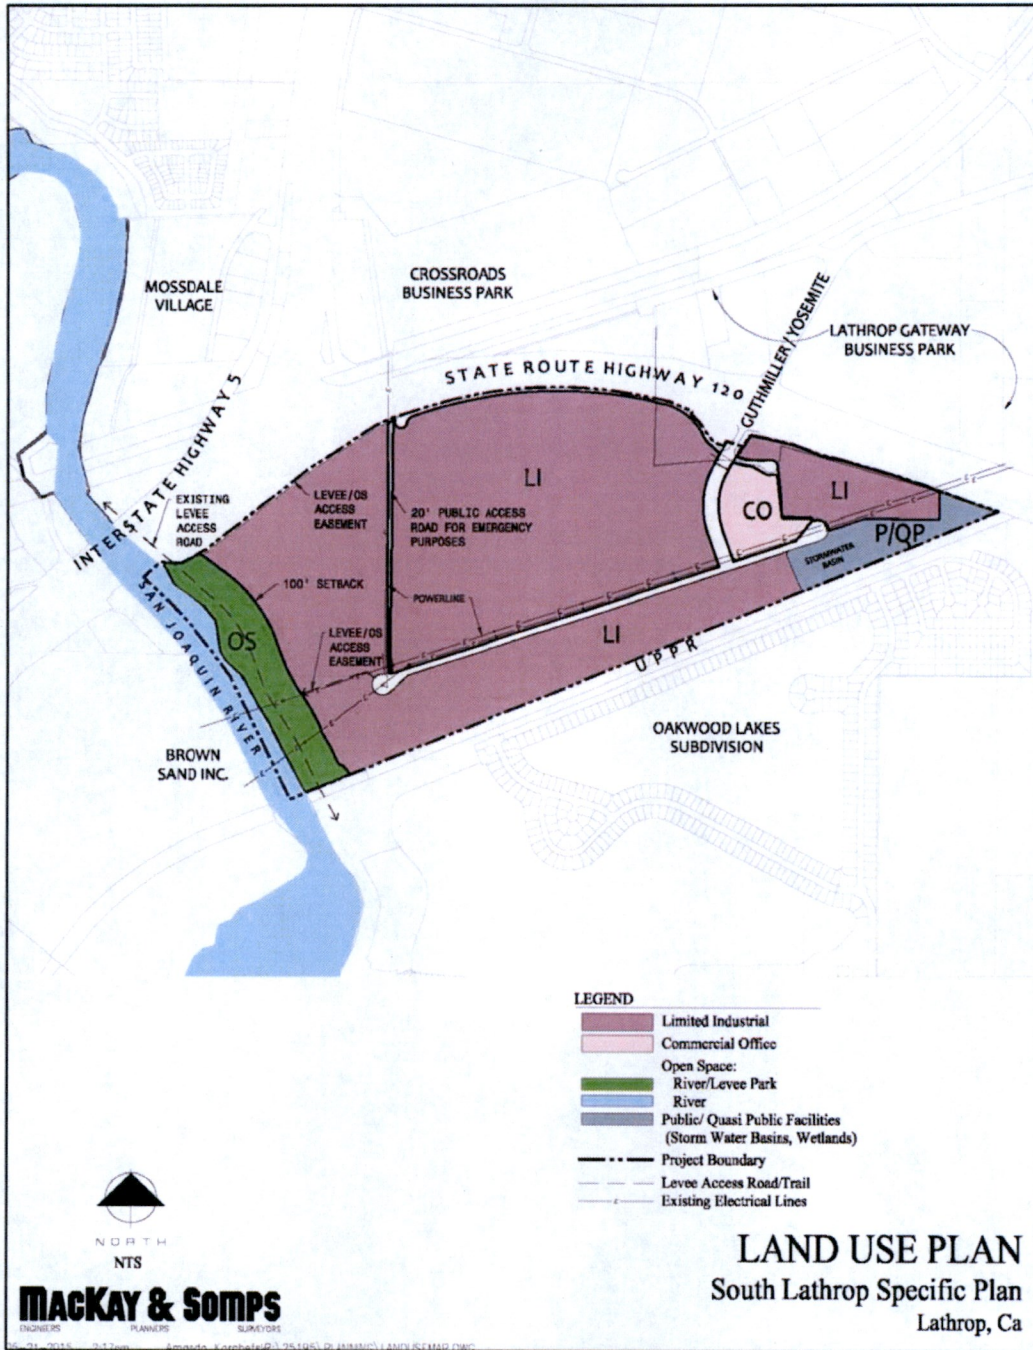 MOSSDALE
VILLAGE
CROSSROADS
BUSINESS PARK
LATHROP GATEWAY
BUSINESS PARK
GUTHMILLER / YOSEMITE
STATE ROUTE HIGHWAY 120
INTERSTATE HIGHWAY 5
EXISTING
LEVEE
ACCESS
ROAD
LEVEE/OS
ACCESS
EASEMENT
20' PUBLIC ACCESS
ROAD FOR EMERGENCY
PURPOSES
LI
LI
CO
P/QP
STORMWATER
BASIN
100' SETBACK
POWERLINE
OS
LEVEE/OS
ACCESS
EASEMENT
LI
UPPR
SAN JOAQUIN RIVER
BROWN
SAND INC.
OAKWOOD LAKES
SUBDIVISION
LEGEND
Limited Industrial
Commercial Office
Open Space:
River/Levee Park
River
Public/ Quasi Public Facilities
(Storm Water Basins, Wetlands)
Project Boundary
Levee Access Road/Trail
Existing Electrical Lines
NORTH
NTS
LAND USE PLAN
South Lathrop Specific Plan
Lathrop, Ca
MACKAY & SOMPS
ENGINEERS PLANNERS SURVEYORS